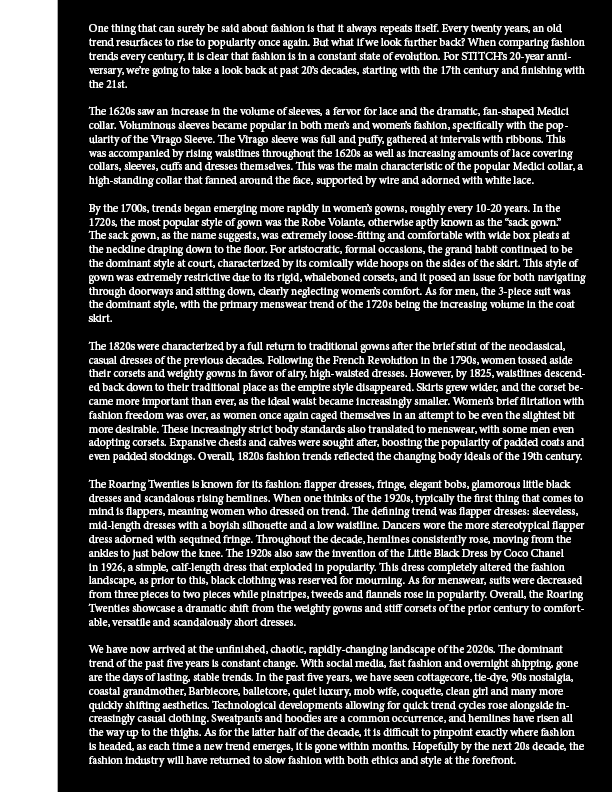 One thing that can surely be said about fashion is that it always repeats itself. Every twenty years, an old
trend resurfaces to rise to popularity once again. But what if we look further back? When comparing fashion
trends every century, it is clear that fashion is in a constant state of evolution. For STITCH's 20-year anni-
versary, we're going to take a look back at past 20's decades, starting with the 17th century and finishing with
the 21st.
The 1620s saw an increase in the volume of sleeves, a fervor for lace and the dramatic, fan-shaped Medici
collar. Voluminous sleeves became popular in both men's and women's fashion, specifically with the pop-
ularity of the Virago Sleeve. The Virago sleeve was full and puffy, gathered at intervals with ribbons. This
was accompanied by rising waistlines throughout the 1620s as well as increasing amounts of lace covering
collars, sleeves, cuffs and dresses themselves. This was the main characteristic of the popular Medici collar, a
high-standing collar that fanned around the face, supported by wire and adorned with white lace.
By the 1700s, trends began emerging more rapidly in women's gowns, roughly every 10-20 years. In the
1720s, the most popular style of gown was the Robe Volante, otherwise aptly known as the “sack gown.”
The sack gown, as the name suggests, was extremely loose-fitting and comfortable with wide box pleats at
the neckline draping down to the floor. For aristocratic, formal occasions, the grand habit continued to be
the dominant style at court, characterized by its comically wide hoops on the sides of the skirt. This style of
gown was extremely restrictive due to its rigid, whaleboned corsets, and it posed an issue for both navigating
through doorways and sitting down, clearly neglecting women's comfort. As for men, the 3-piece suit was
the dominant style, with the primary menswear trend of the 1720s being the increasing volume in the coat
skirt.
The 1820s were characterized by a full return to traditional gowns after the brief stint of the neoclassical,
casual dresses of the previous decades. Following the French Revolution in the 1790s, women tossed aside
their corsets and weighty gowns in favor of airy, high-waisted dresses. However, by 1825, waistlines descend-
ed back down to their traditional place as the empire style disappeared. Skirts grew wider, and the corset be-
came more important than ever, as the ideal waist became increasingly smaller. Women's brief flirtation with
fashion freedom was over, as women once again caged themselves in an attempt to be even the slightest bit
more desirable. These increasingly strict body standards also translated to menswear, with some men even
adopting corsets. Expansive chests and calves were sought after, boosting the popularity of padded coats and
even padded stockings. Overall, 1820s fashion trends reflected the changing body ideals of the 19th century.
The Roaring Twenties is known for its fashion: flapper dresses, fringe, elegant bobs, glamorous little black
dresses and scandalous rising hemlines. When one thinks of the 1920s, typically the first thing that comes to
mind is flappers, meaning women who dressed on trend. The defining trend was flapper dresses: sleeveless,
mid-length dresses with a boyish silhouette and a low waistline. Dancers wore the more stereotypical flapper
dress adorned with sequined fringe. Throughout the decade, hemlines consistently rose, moving from the
ankles to just below the knee. The 1920s also saw the invention of the Little Black Dress by Coco Chanel
in 1926, a simple, calf-length dress that exploded in popularity. This dress completely altered the fashion
landscape, as prior to this, black clothing was reserved for mourning. As for menswear, suits were decreased
from three pieces to two pieces while pinstripes, tweeds and flannels rose in popularity. Overall, the Roaring
Twenties showcase a dramatic shift from the weighty gowns and stiff corsets of the prior century to comfort-
able, versatile and scandalously short dresses.
We have now arrived at the unfinished, chaotic, rapidly-changing landscape of the 2020s. The dominant
trend of the past five years is constant change. With social media, fast fashion and overnight shipping, gone
are the days of lasting, stable trends. In the past five years, we have seen cottagecore, tie-dye, 90s nostalgia,
coastal grandmother, Barbiecore, balletcore, quiet luxury, mob wife, coquette, clean girl and many more
quickly shifting aesthetics. Technological developments allowing for quick trend cycles rose alongside in-
creasingly casual clothing. Sweatpants and hoodies are a common occurrence, and hemlines have risen all
the way up to the thighs. As for the latter half of the decade, it is difficult to pinpoint exactly where fashion
is headed, as each time a new trend emerges, it is gone within months. Hopefully by the next 20s decade, the
fashion industry will have returned to slow fashion with both ethics and style at the forefront.